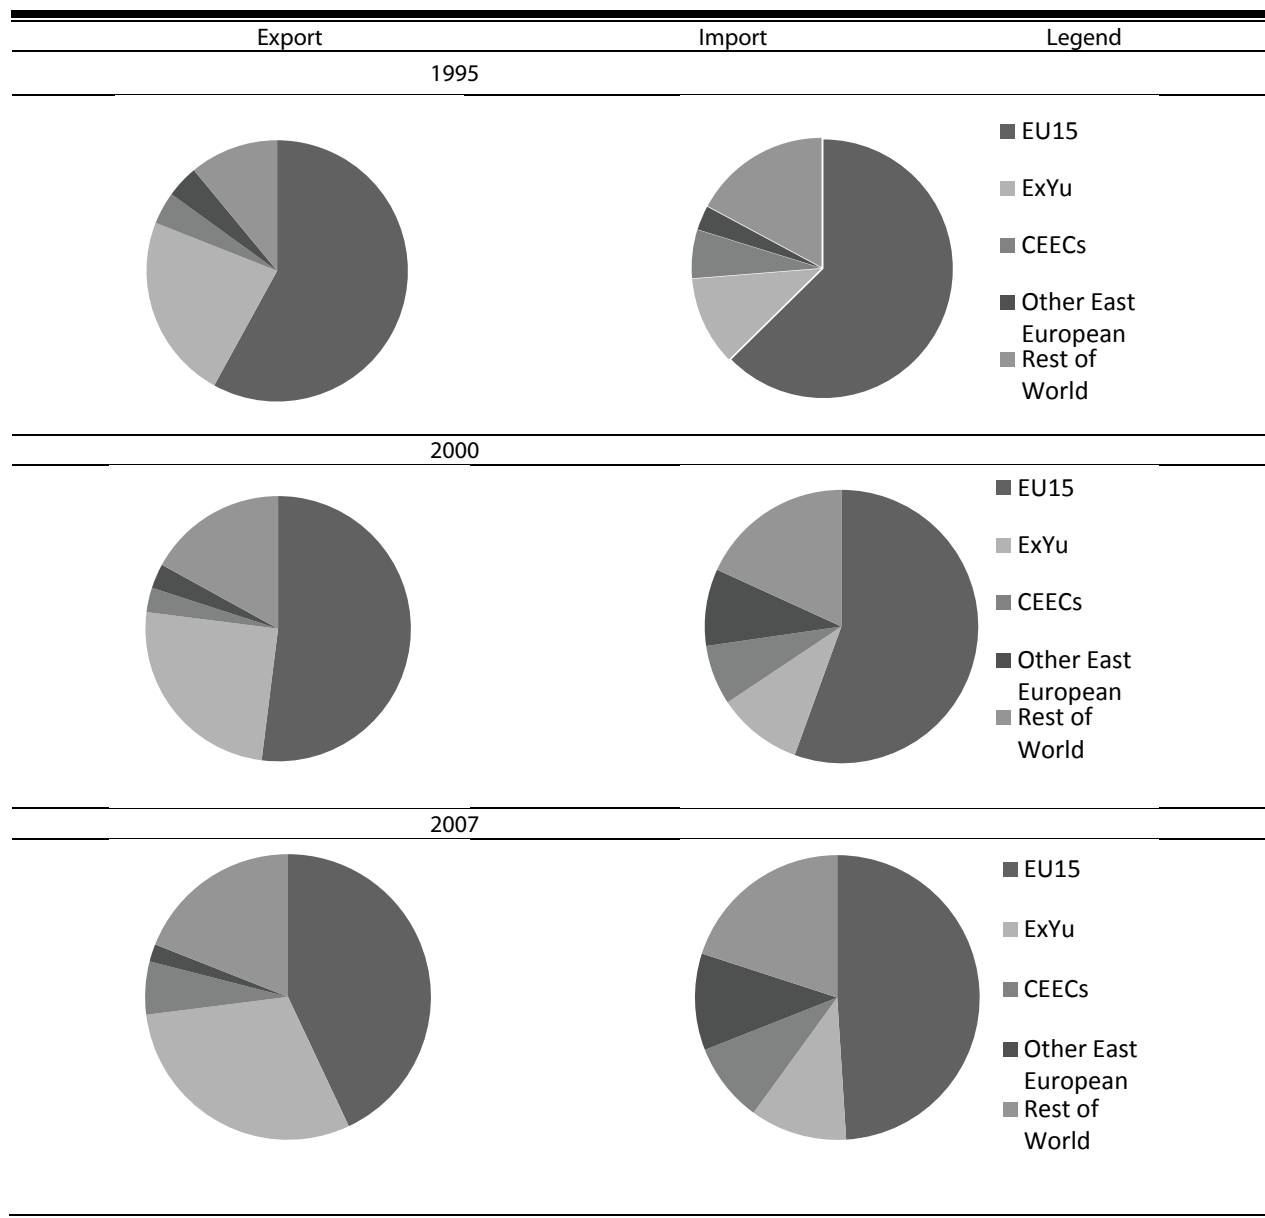 Export Import Legend
1995
EU15
ExYu
CEECs
Other East
European
Rest of
World
2000
EU15
ExYu
CEECs
Other East
European
Rest of
World
2007
EU15
ExYu
CEECs
Other East
European
Rest of
World